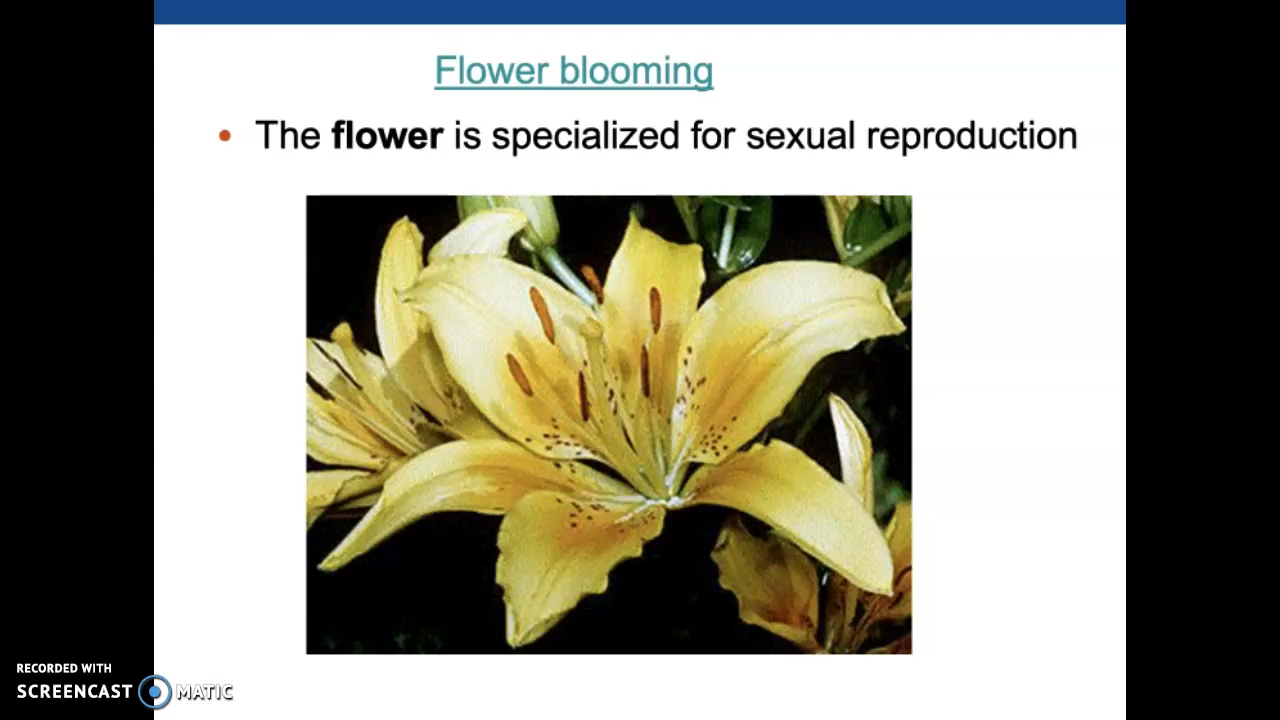 Flower blooming
• The flower is specialized for sexual reproduction
RECORDED WITH
SCREENCAST MATIC